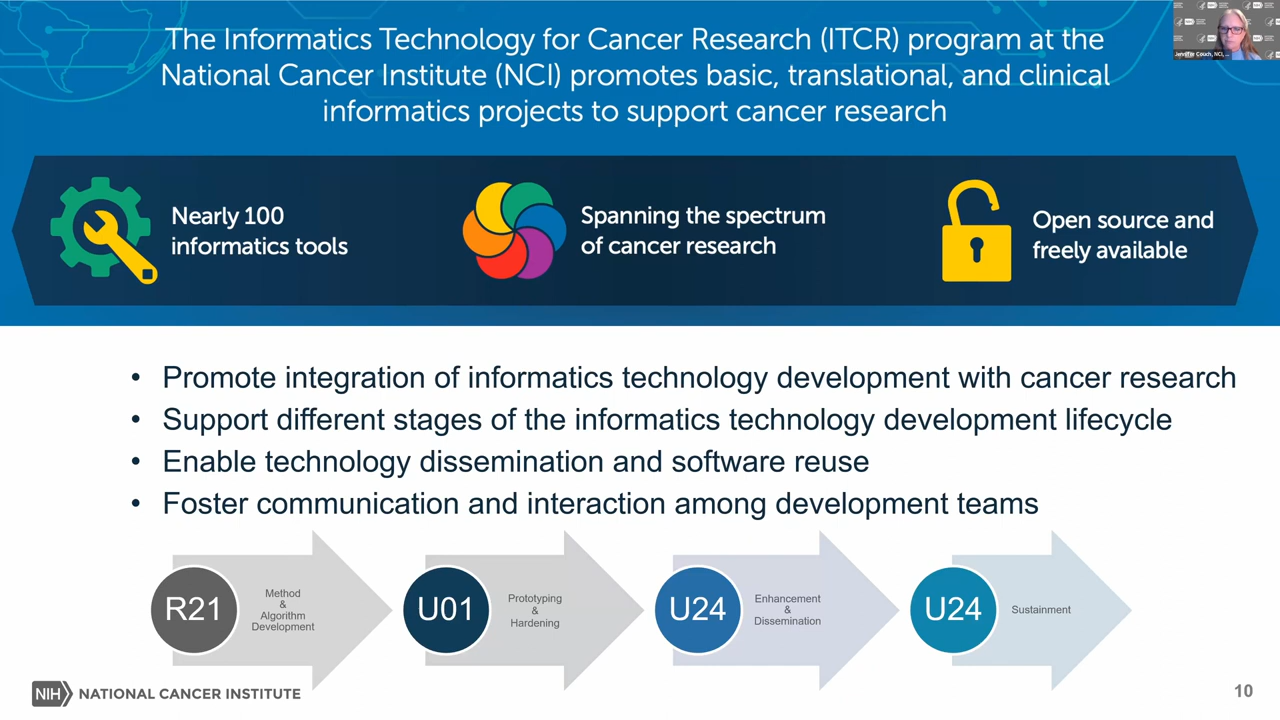 The Informatics Technology for Cancer Research (ITCR) program at the
National Cancer Institute (NCI) promotes basic, translational, and clinical
informatics projects to support cancer research
Jennifer Couch, NCI, ...
Nearly 100
informatics tools
Spanning the spectrum
of cancer research
Open source and
freely available
• Promote integration of informatics technology development with cancer research
• Support different stages of the informatics technology development lifecycle
• Enable technology dissemination and software reuse
• Foster communication and interaction among development teams
R21
Method
&
Algorithm
Development
U01
Prototyping
&
Hardening
U24
Enhancement
&
Dissemination
U24
Sustainment
NIH NATIONAL CANCER INSTITUTE
10